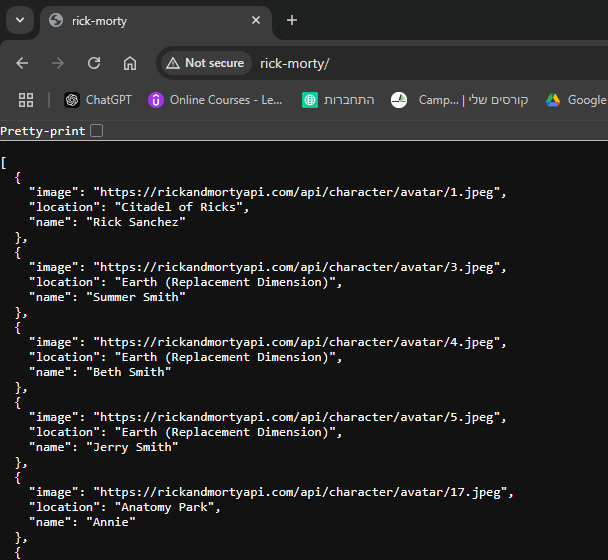 rick-morty
Not secure rick-morty/
ChatGPT Online Courses - Le... התחברות Camp... | קורסים שלי Google
Pretty-print
[
{
"image": "https://rickandmortyapi.com/api/character/avatar/1.jpeg",
"location": "Citadel of Ricks",
"name": "Rick Sanchez"
},
{
"image": "https://rickandmortyapi.com/api/character/avatar/3.jpeg",
"location": "Earth (Replacement Dimension)",
"name": "Summer Smith"
},
{
"image": "https://rickandmortyapi.com/api/character/avatar/4.jpeg",
"location": "Earth (Replacement Dimension)",
"name": "Beth Smith"
},
{
"image": "https://rickandmortyapi.com/api/character/avatar/5.jpeg",
"location": "Earth (Replacement Dimension)",
"name": "Jerry Smith"
},
{
"image": "https://rickandmortyapi.com/api/character/avatar/17.jpeg",
"location": "Anatomy Park",
"name": "Annie"
},
{